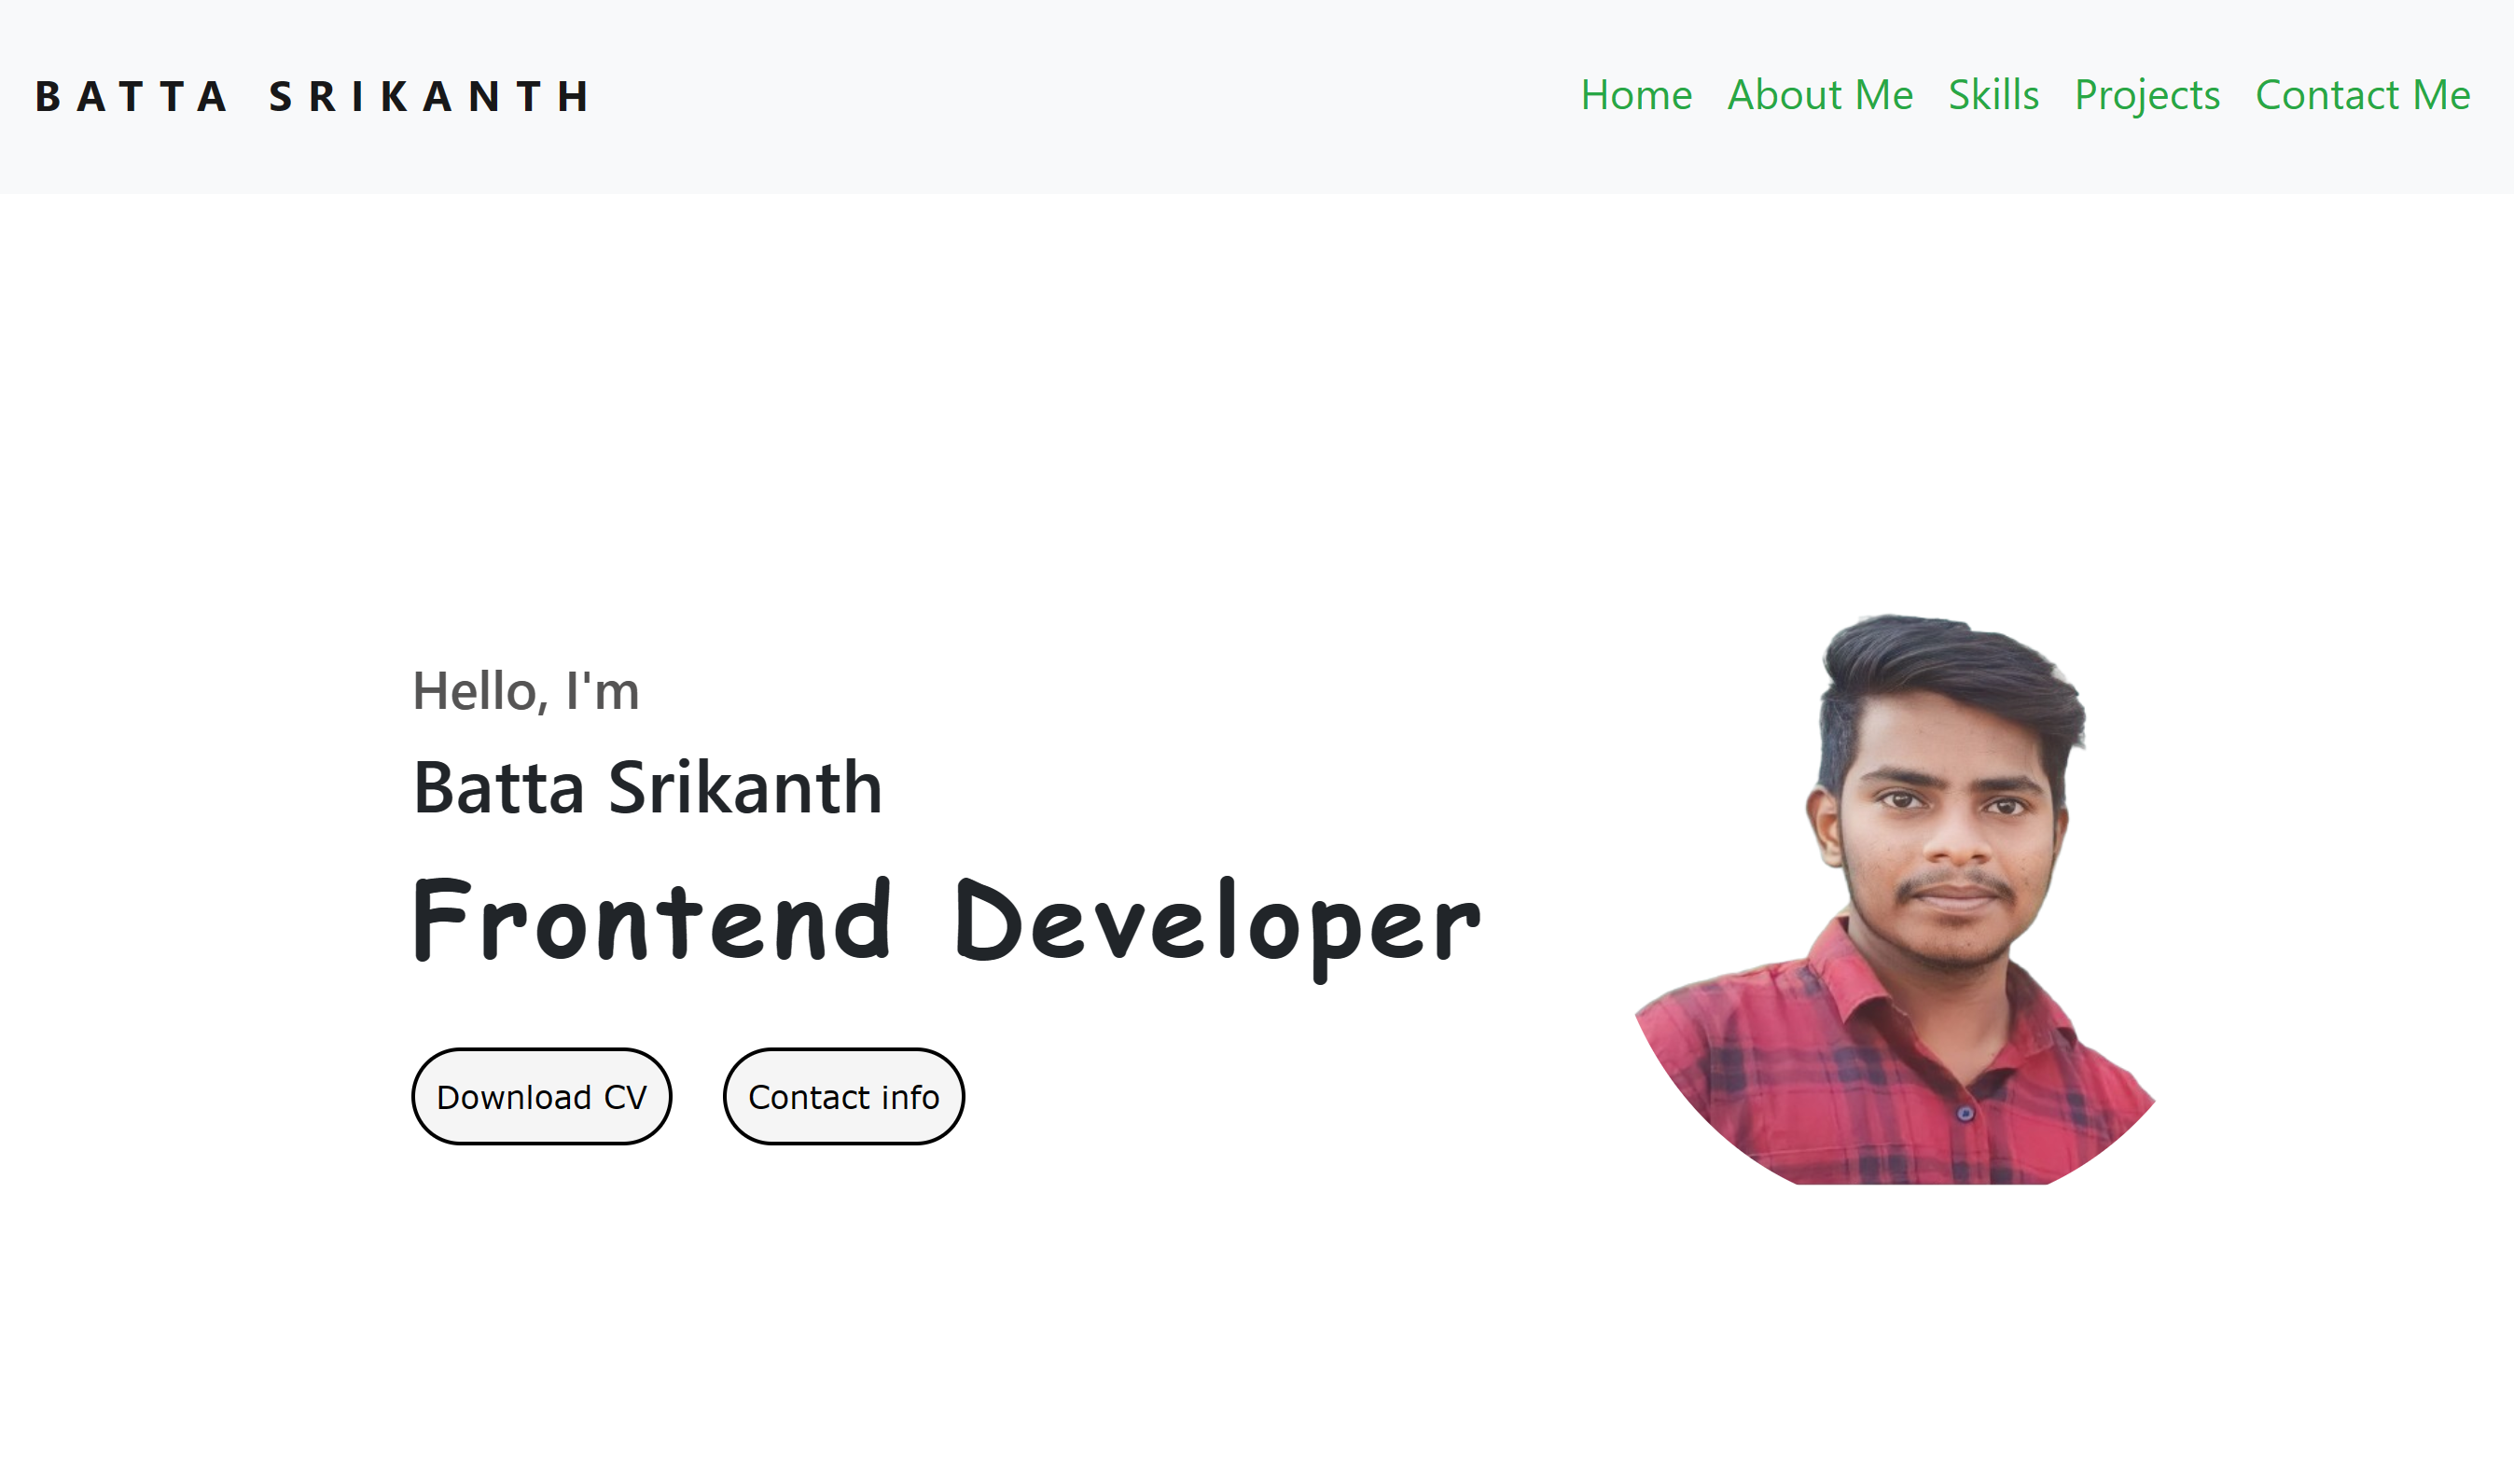 BATTA SRIKANTH
Home About Me Skills Projects Contact Me
Hello, I'm
Batta Srikanth
Frontend Developer
Download CV Contact info